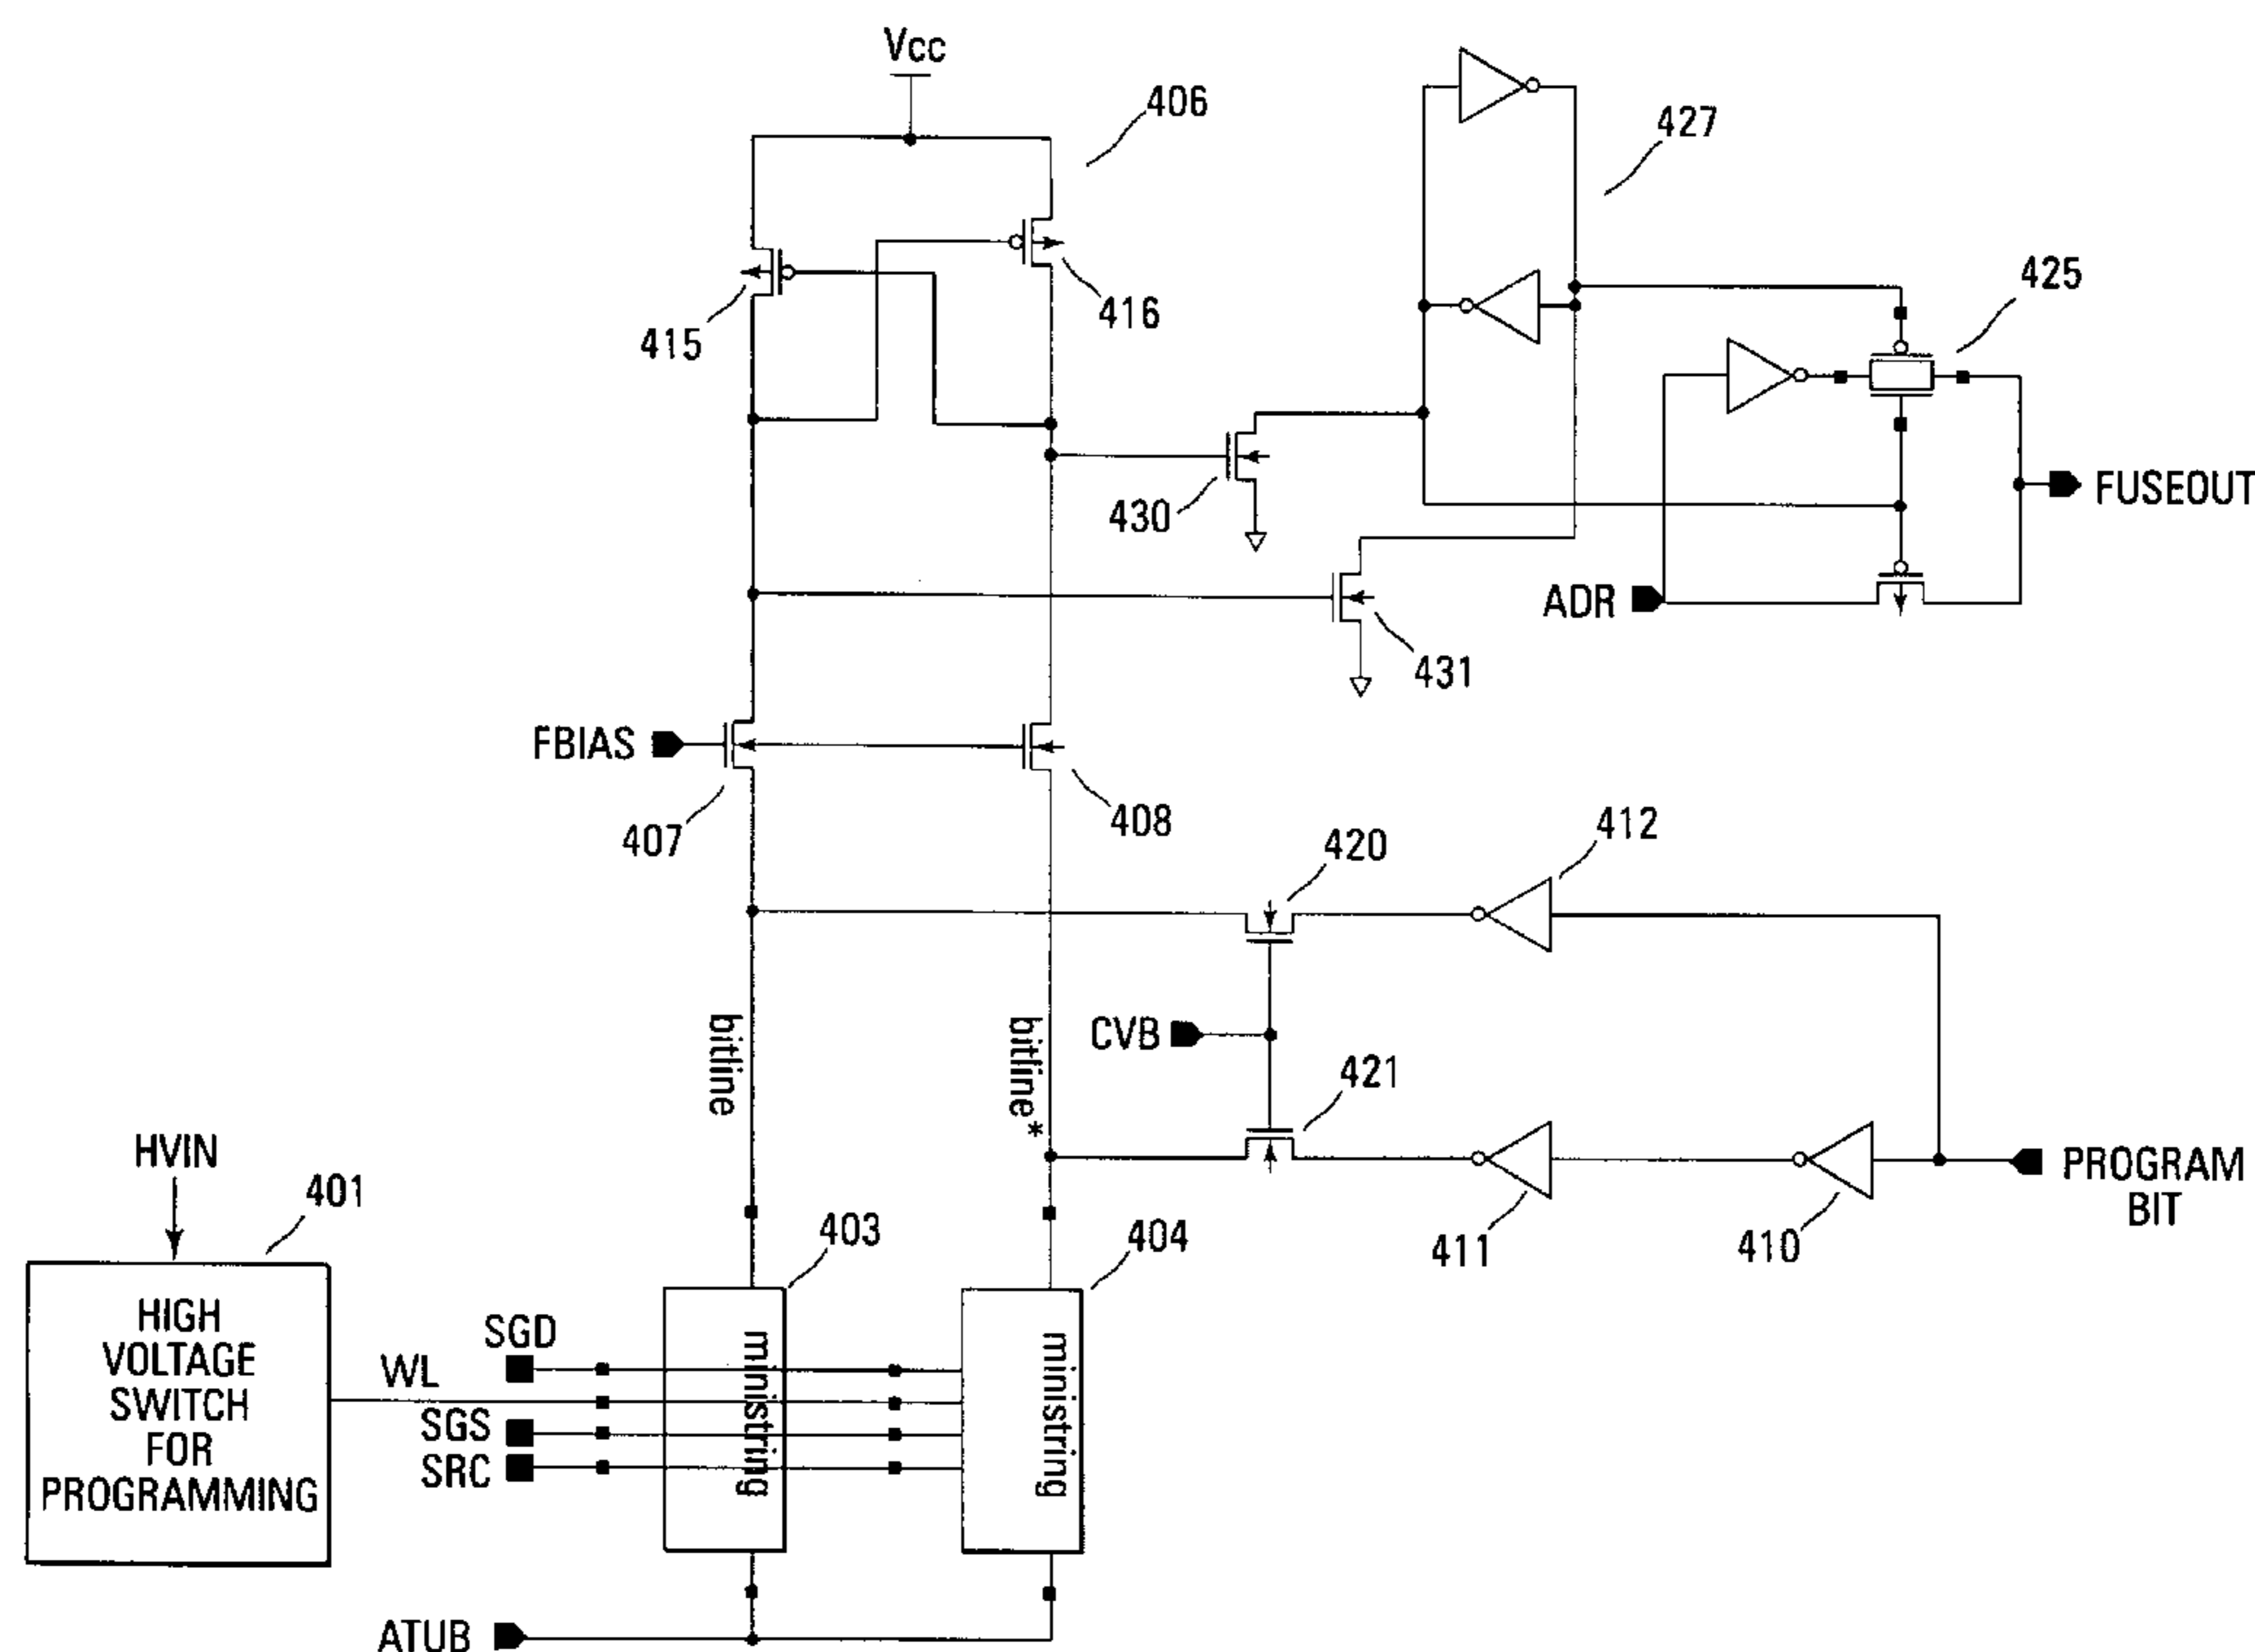 Vcc
406
427
425
416
415
430
FUSEOUT
ADR
431
FBIAS
407
408
412
420
bitline
bitline*
CVB
421
HVIN
401
PROGRAM
BIT
403
404
411
410
HIGH
VOLTAGE
SWITCH
FOR
PROGRAMMING
SGD
WL
SGS
SRC
ministring
ministring
ATUB